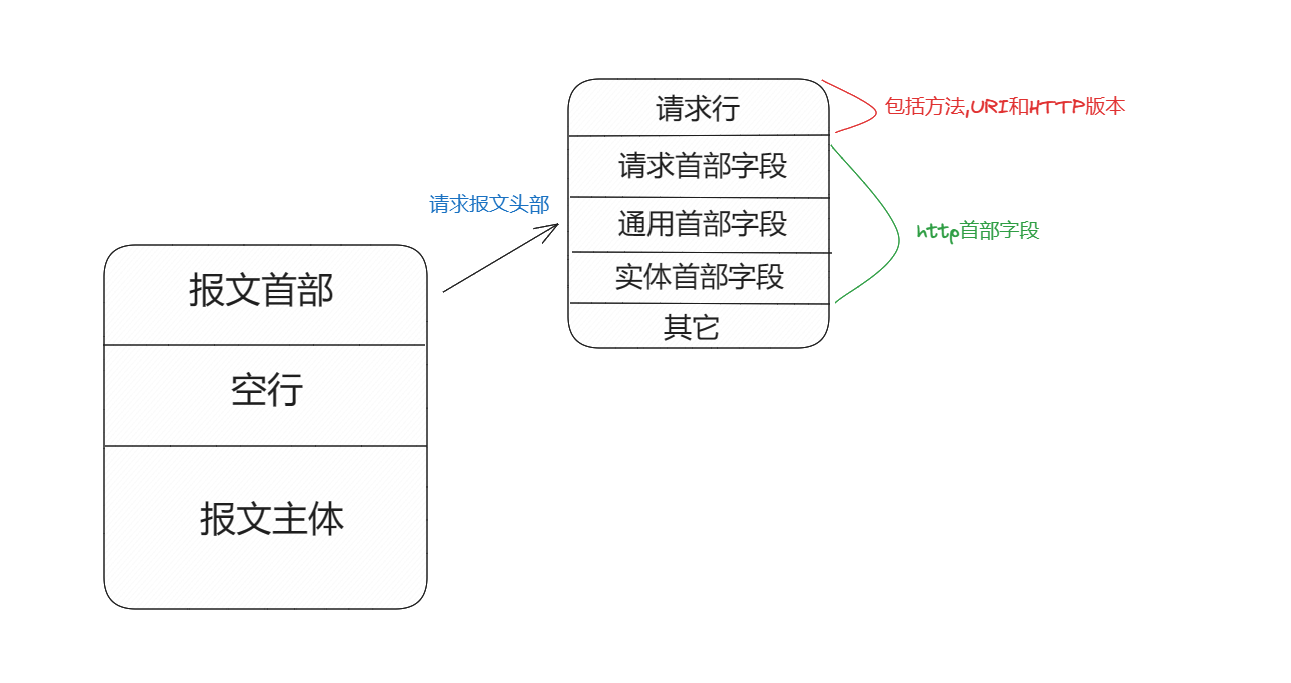 请求行
包括方法,URI和HTTP版本
请求首部字段
请求报文头部
通用首部字段
http首部字段
实体首部字段
报文首部
其它
空行
报文主体